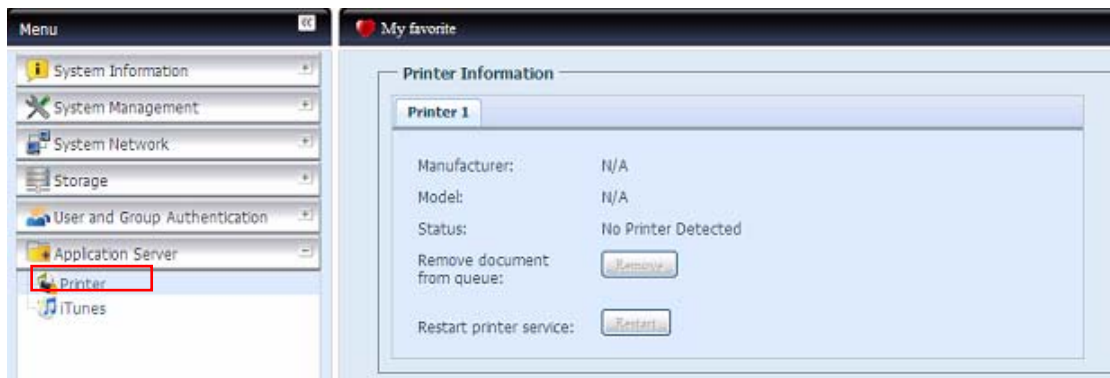 Menu
System Information
System Management
System Network
Storage
User and Group Authentication
Application Server
Printer
iTunes
My favorite
Printer Information
Printer 1
Manufacturer: N/A
Model: N/A
Status: No Printer Detected
Remove document
from queue:
Remove
Restart printer service: Restart